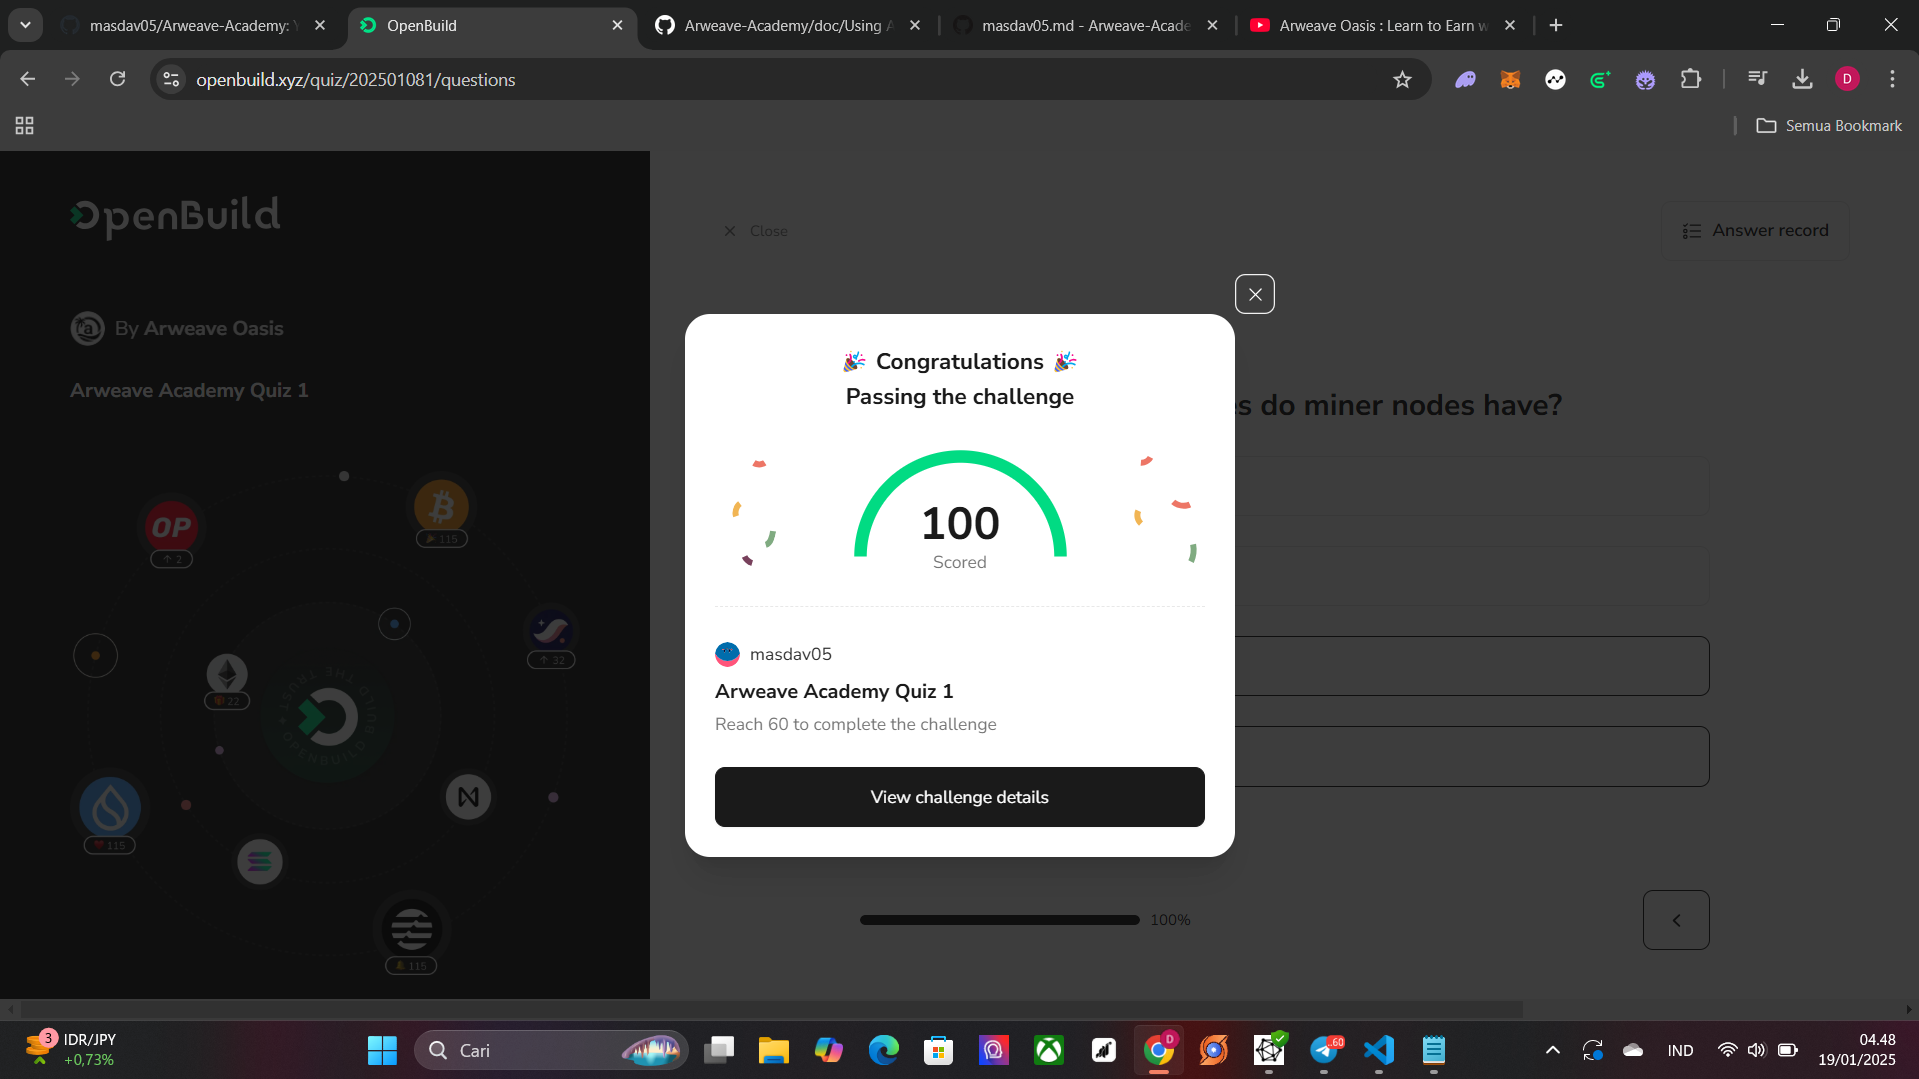 masdav05/Arweave-Academy: Y
OpenBuild
Arweave-Academy/doc/Using A
masdav05.md - Arweave-Acade
Arweave Oasis : Learn to Earn w
openbuild.xyz/quiz/202501081/questions
D
Semua Bookmark
OpenBuild
By Arweave Oasis
Arweave Academy Quiz 1
OP
2
115
32
22
115
115
Close
Answer record
es do miner nodes have?
Congratulations
Passing the challenge
100
Scored
masdav05
Arweave Academy Quiz 1
Reach 60 to complete the challenge
View challenge details
100%
3
IDR/JPY
+0,73%
Cari
D
.60
IND
04.48
19/01/2025